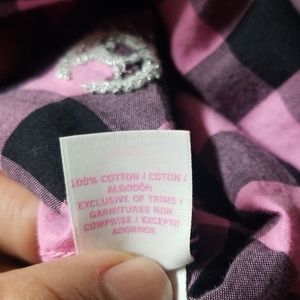 100% COTTON / COTON /
ALGODÓN
EXCLUSIVE OF TRIMS /
GARNITURES NON
COMPRISE / EXCEPTO
ADORNOS